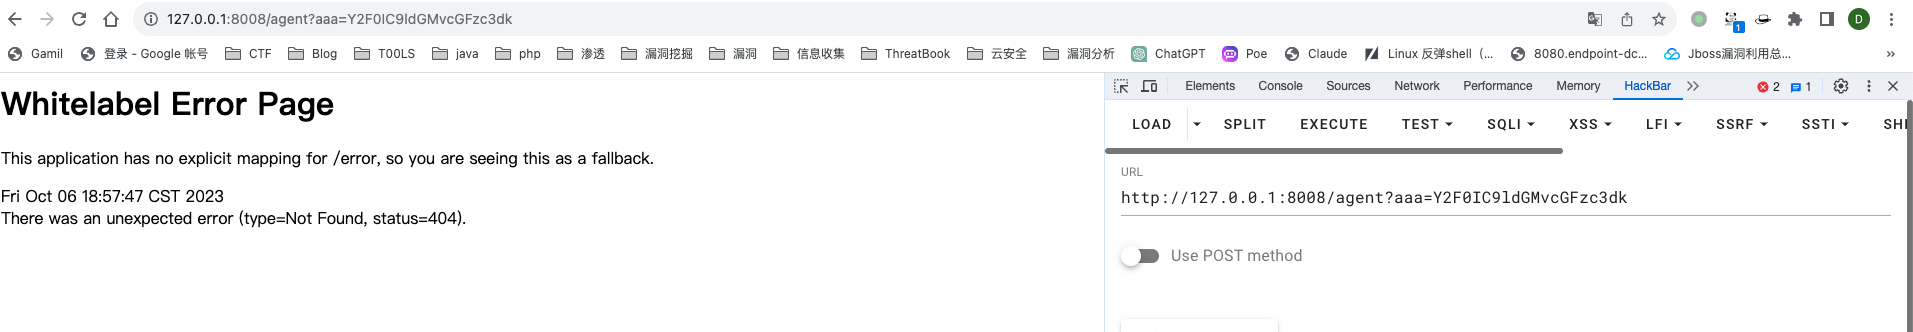 127.0.0.1:8008/agent?aaa=Y2F0IC9ldGMvcGFzc3dk
D
Gamil 登录 - Google 帐号 CTF Blog T00LS java php 渗透 漏洞挖掘 漏洞 信息收集 ThreatBook 云安全 漏洞分析 ChatGPT Poe Claude Linux 反弹shell（... 8080.endpoint-dc... Jboss漏洞利用总... »
Elements Console Sources Network Performance Memory HackBar 2 1
Whitelabel Error Page
This application has no explicit mapping for /error, so you are seeing this as a fallback.
Fri Oct 06 18:57:47 CST 2023
There was an unexpected error (type=Not Found, status=404).
LOAD SPLIT EXECUTE TEST SQLI XSS LFI SSRF SSTI
URL
http://127.0.0.1:8008/agent?aaa=Y2F0IC9ldGMvcGFzc3dk
Use POST method